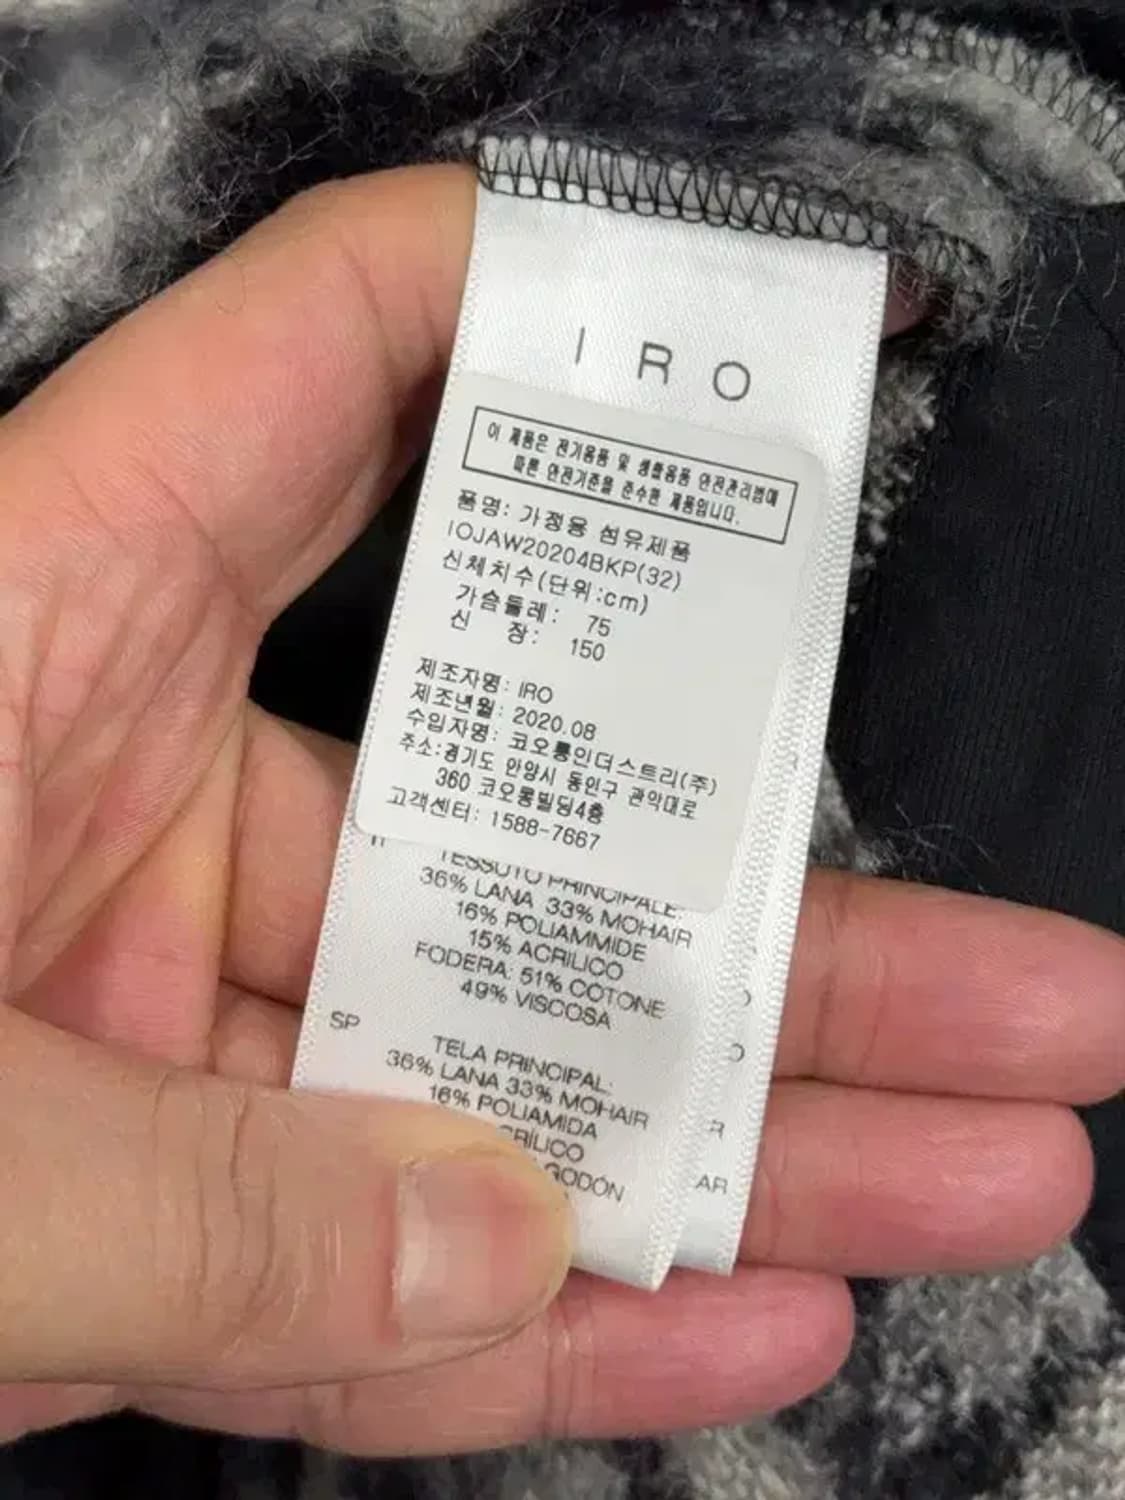 IRO
이 제품은 전기용품 및 생활용품 안전관리법에
따른 안전기준을 준수한 제품입니다.
품명: 가정용 섬유제품
IOJAW20204BKP(32)
신체치수(단위:cm)
가슴둘레: 75
신 장: 150
제조자명: IRO
제조년월: 2020.08
수입자명: 코오롱인더스트리(주)
주소:경기도 안양시 동안구 관악대로
360 코오롱빌딩4층
고객센터: 1588-7667
TESSUTO PRINCIPALE:
36% LANA 33% MOHAIR
16% POLIAMMIDE
15% ACRILICO
FODERA: 51% COTONE
49% VISCOSA
SP
TELA PRINCIPAL:
36% LANA 33% MOHAIR
16% POLIAMIDA